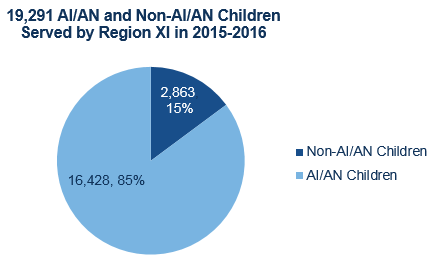 19,291 AI/AN and Non-AI/AN Children
Served by Region XI in 2015-2016
2,863,
15%
16,428, 85%
Non-AI/AN Children
AI/AN Children